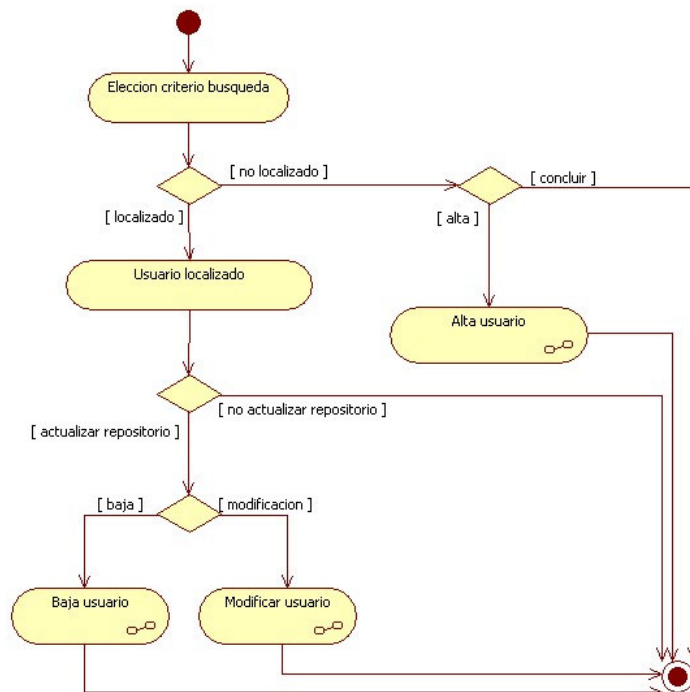 Eleccion criterio busqueda
[ no localizado ]
[ concluir ]
[ localizado ]
[ alta ]
Usuario localizado
Alta usuario
[ no actualizar repositorio ]
[ actualizar repositorio ]
[ baja ]
[ modificacion ]
Baja usuario
Modificar usuario